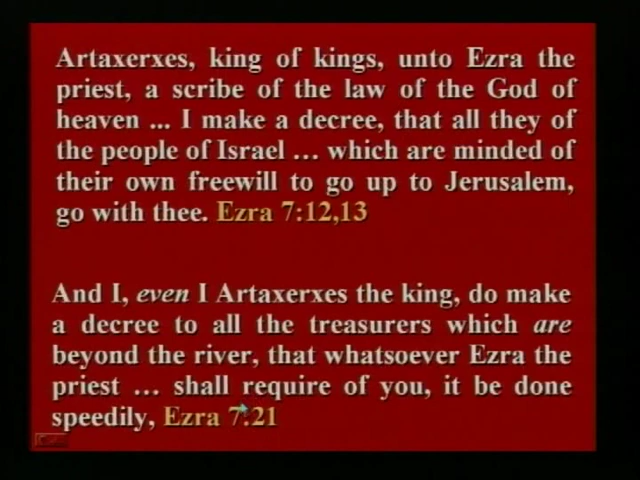 Artaxerxes, king of kings, unto Ezra the
priest, a scribe of the law of the God of
heaven ... I make a decree, that all they of
the people of Israel ... which are minded of
their own freewill to go up to Jerusalem,
go with thee. Ezra 7:12,13
And I, even I Artaxerxes the king, do make
a decree to all the treasurers which are
beyond the river, that whatsoever Ezra the
priest ... shall require of you, it be done
speedily, Ezra 7:21